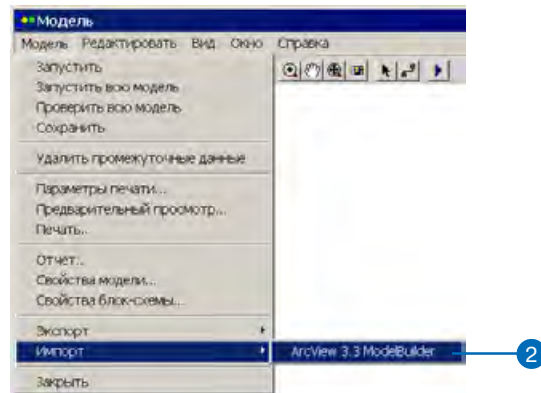 Модель
Модель Редактировать Вид Окно Справка
Запустить
Запустить всю модель
Проверить всю модель
Сохранить
Удалить промежуточные данные
Параметры печати...
Предварительный просмотр...
Печать...
Отчет...
Свойства модели...
Свойства блок-схемы...
Экспорт
Импорт
ArcView 3.3 ModelBuilder
2
Закрыть